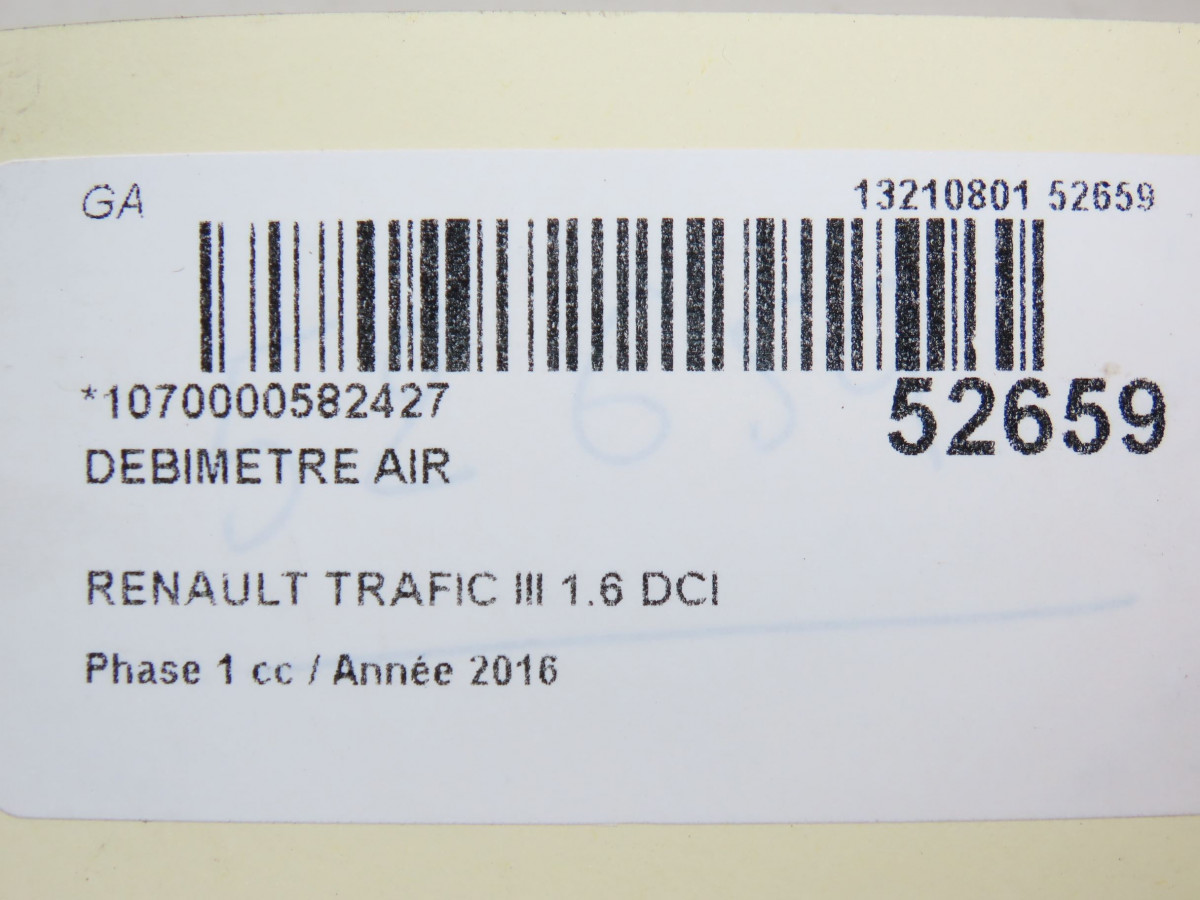 GA
13210801 52659
*1070000582427
52659
DEBIMETRE AIR
RENAULT TRAFIC III 1.6 DCI
Phase 1 cc / Année 2016